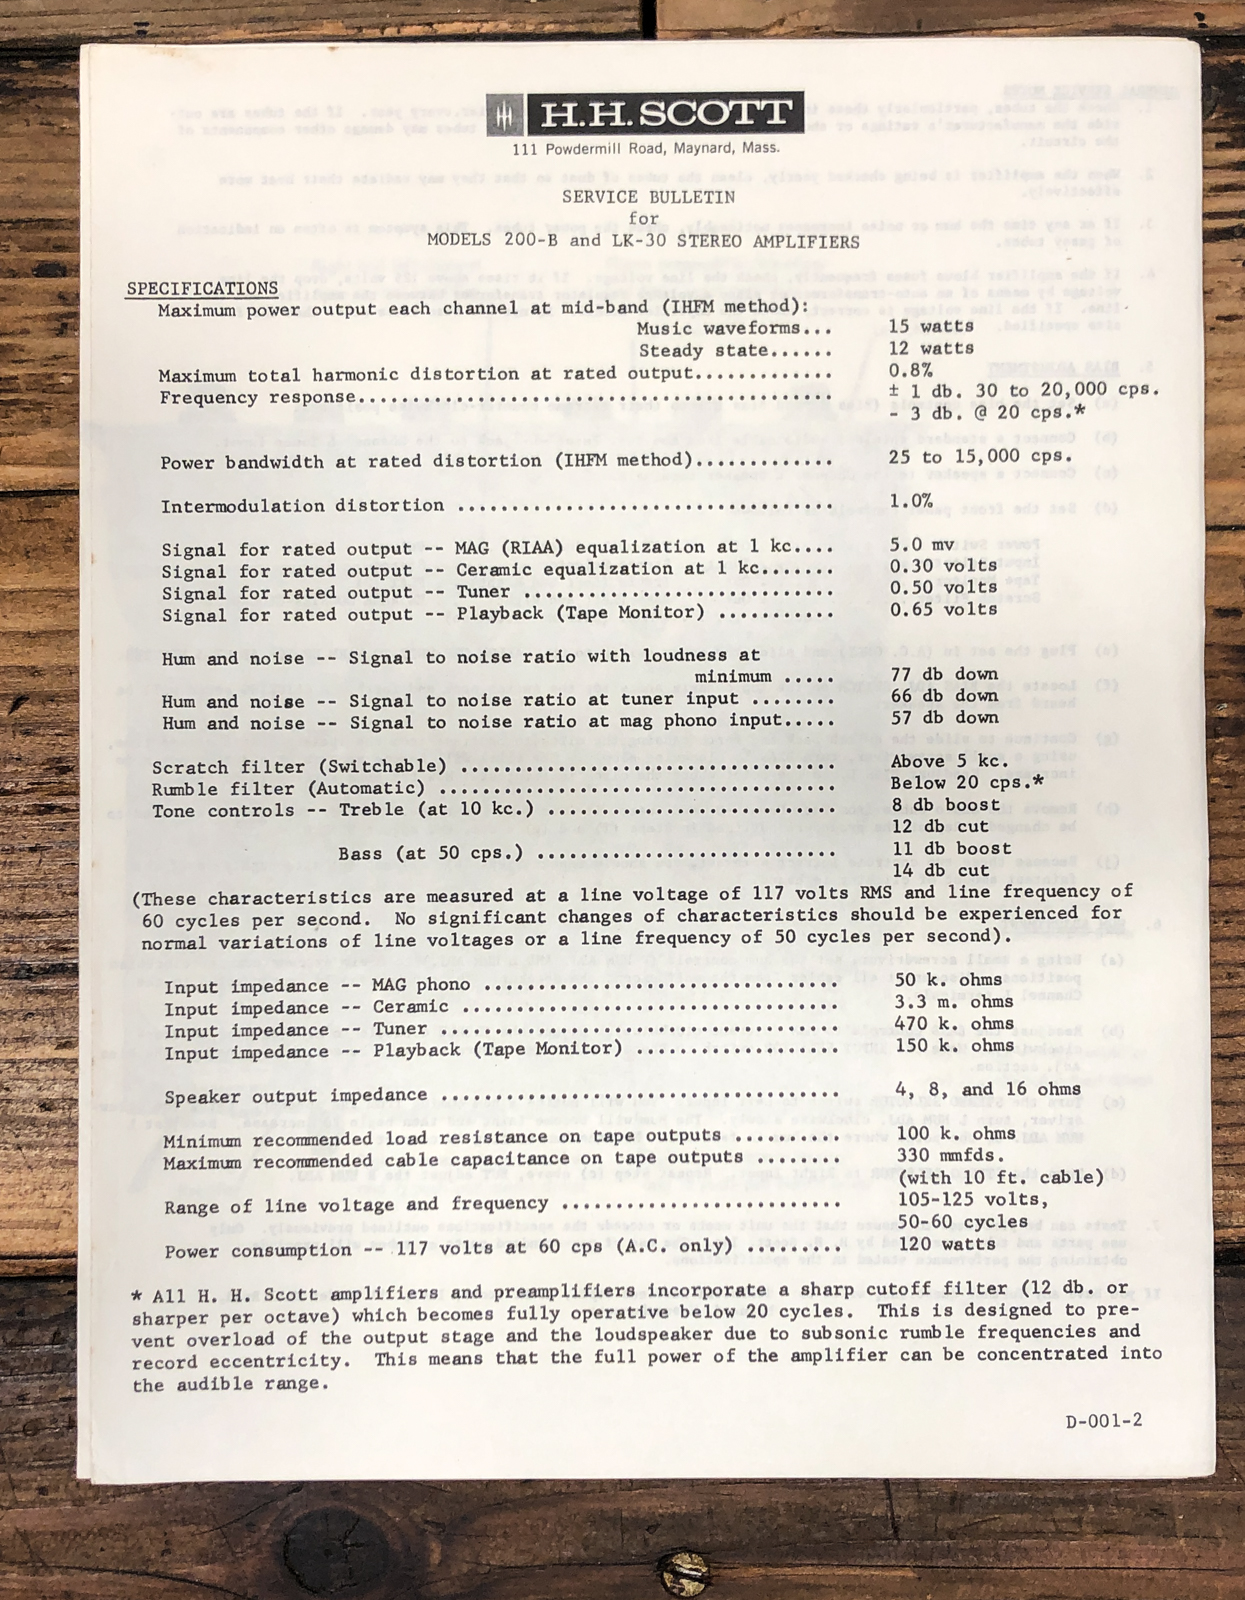 H.H. SCOTT
111 Powdermill Road, Maynard, Mass.
SERVICE BULLETIN
for
MODELS 200-B and LK-30 STEREO AMPLIFIERS
SPECIFICATIONS
Maximum power output each channel at mid-band (IHFM method):
Music waveforms... 15 watts
Steady state...... 12 watts
Maximum total harmonic distortion at rated output............. 0.8%
Frequency response............................................ ± 1 db. 30 to 20,000 cps.
- 3 db. @ 20 cps.*
Power bandwidth at rated distortion (IHFM method)............. 25 to 15,000 cps.
Intermodulation distortion ................................... 1.0%
Signal for rated output -- MAG (RIAA) equalization at 1 kc.... 5.0 mv
Signal for rated output -- Ceramic equalization at 1 kc....... 0.30 volts
Signal for rated output -- Tuner ............................. 0.50 volts
Signal for rated output -- Playback (Tape Monitor) ........... 0.65 volts
Hum and noise -- Signal to noise ratio with loudness at
minimum ..... 77 db down
Hum and noise -- Signal to noise ratio at tuner input ........ 66 db down
Hum and noise -- Signal to noise ratio at mag phono input..... 57 db down
Scratch filter (Switchable) ................................... Above 5 kc.
Rumble filter (Automatic) ..................................... Below 20 cps.*
Tone controls -- Treble (at 10 kc.) ........................... 8 db boost
12 db cut
Bass (at 50 cps.) ............................ 11 db boost
14 db cut
(These characteristics are measured at a line voltage of 117 volts RMS and line frequency of
60 cycles per second. No significant changes of characteristics should be experienced for
normal variations of line voltages or a line frequency of 50 cycles per second).
Input impedance -- MAG phono ................................. 50 k. ohms
Input impedance -- Ceramic ................................... 3.3 m. ohms
Input impedance -- Tuner ..................................... 470 k. ohms
Input impedance -- Playback (Tape Monitor) ................... 150 k. ohms
Speaker output impedance ..................................... 4, 8, and 16 ohms
Minimum recommended load resistance on tape outputs .......... 100 k. ohms
Maximum recommended cable capacitance on tape outputs ........ 330 mmfds.
(with 10 ft. cable)
Range of line voltage and frequency .......................... 105-125 volts,
50-60 cycles
Power consumption -- 117 volts at 60 cps (A.C. only) ......... 120 watts
* All H. H. Scott amplifiers and preamplifiers incorporate a sharp cutoff filter (12 db. or
sharper per octave) which becomes fully operative below 20 cycles. This is designed to pre-
vent overload of the output stage and the loudspeaker due to subsonic rumble frequencies and
record eccentricity. This means that the full power of the amplifier can be concentrated into
the audible range.
D-001-2